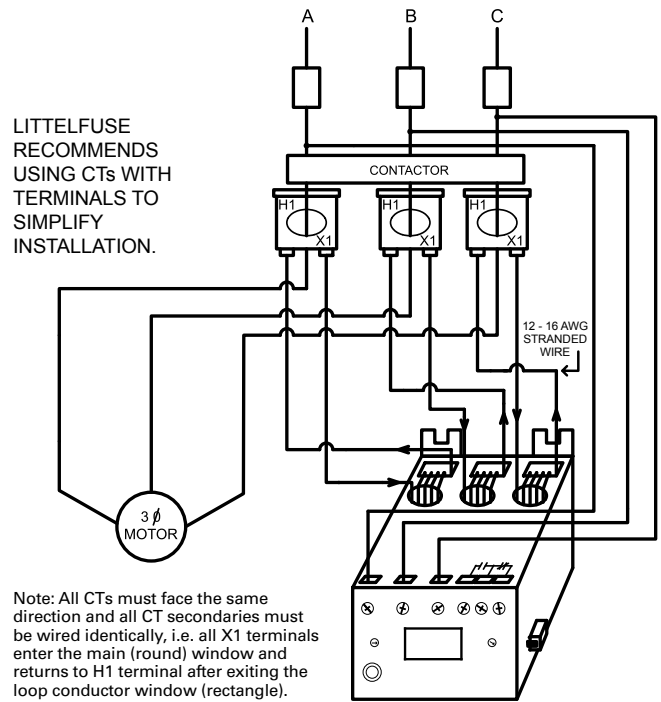 A
B
C
LITTELFUSE
RECOMMENDS
USING CTs WITH
TERMINALS TO
SIMPLIFY
INSTALLATION.
CONTACTOR
H1
X1
H1
X1
H1
X1
12 - 16 AWG
STRANDED
WIRE
3 ϕ
MOTOR
Note: All CTs must face the same
direction and all CT secondaries must
be wired identically, i.e. all X1 terminals
enter the main (round) window and
returns to H1 terminal after exiting the
loop conductor window (rectangle).